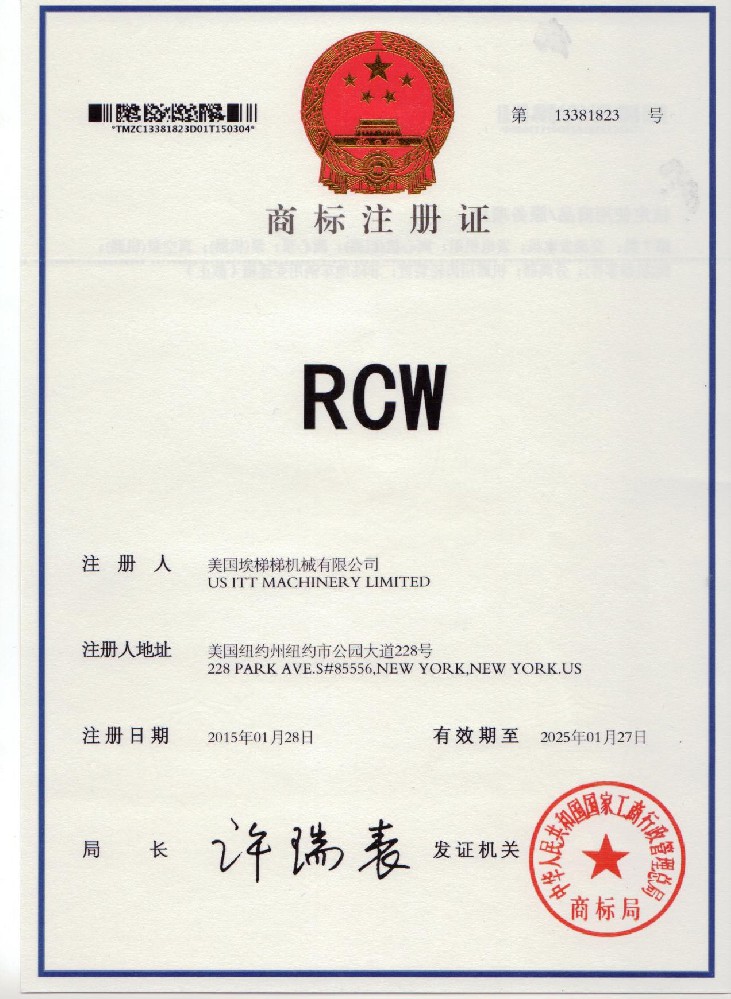 *TMZC13381823D01T150304*
第 13381823 号
商标注册证
RCW
注册人 美国埃梯梯机械有限公司
US ITT MACHINERY LIMITED
注册人地址 美国纽约州纽约市公园大道228号
228 PARK AVE.S#85556,NEW YORK,NEW YORK.US
注册日期 2015年01月28日 有效期至 2025年01月27日
局长 许瑞表 发证机关
中华人民共和国国家工商行政管理总局
商标局